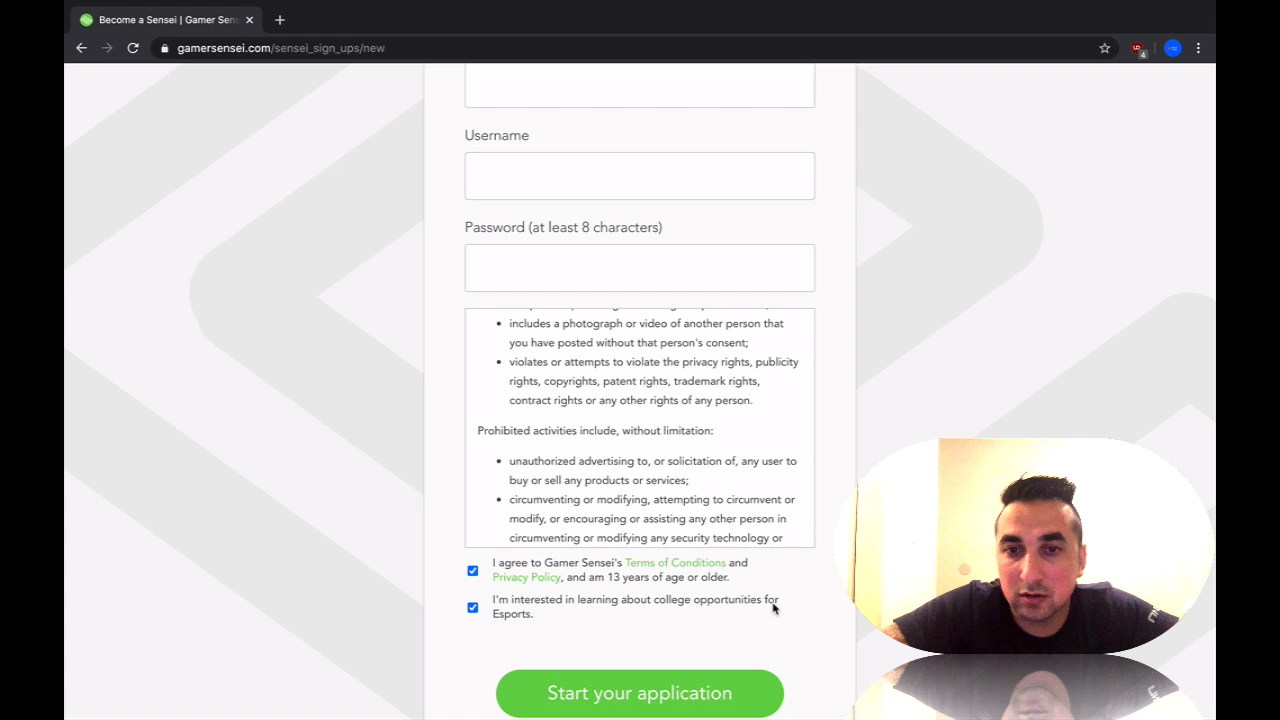 Become a Sensei | Gamer Sens
gamersensei.com/sensei_sign_ups/new
4
Username
Password (at least 8 characters)
includes a photograph or video of another person that
you have posted without that person's consent;
violates or attempts to violate the privacy rights, publicity
rights, copyrights, patent rights, trademark rights,
contract rights or any other rights of any person.
Prohibited activities include, without limitation:
unauthorized advertising to, or solicitation of, any user to
buy or sell any products or services;
circumventing or modifying, attempting to circumvent or
modify, or encouraging or assisting any other person in
circumventing or modifying any security technology or
I agree to Gamer Sensei's Terms of Conditions and
Privacy Policy, and am 13 years of age or older.
I'm interested in learning about college opportunities for
Esports.
Start your application